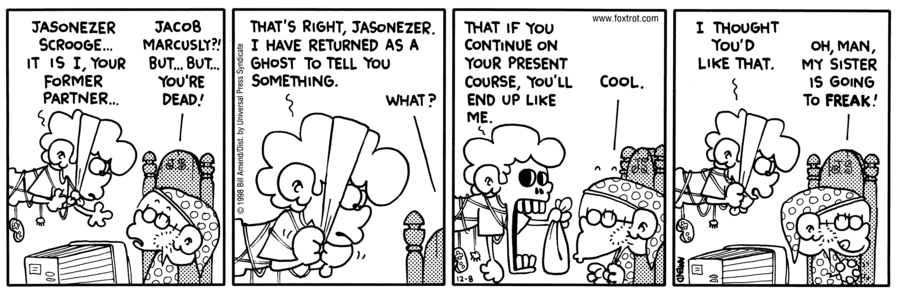 JASONEZER
SCROOGE...
IT IS I, YOUR
FORMER
PARTNER...
JACOB
MARCUSLY?!
BUT... BUT...
YOU'RE
DEAD!
© 1998 Bill Amend/Dist. by Universal Press Syndicate
THAT'S RIGHT, JASONEZER.
I HAVE RETURNED AS A
GHOST TO TELL YOU
SOMETHING.
WHAT?
THAT IF YOU
CONTINUE ON
YOUR PRESENT
COURSE, YOU'LL
END UP LIKE
ME.
www.foxtrot.com
COOL.
12-8
I THOUGHT
YOU'D
LIKE THAT.
OH, MAN,
MY SISTER
IS GOING
TO FREAK!
AMEND